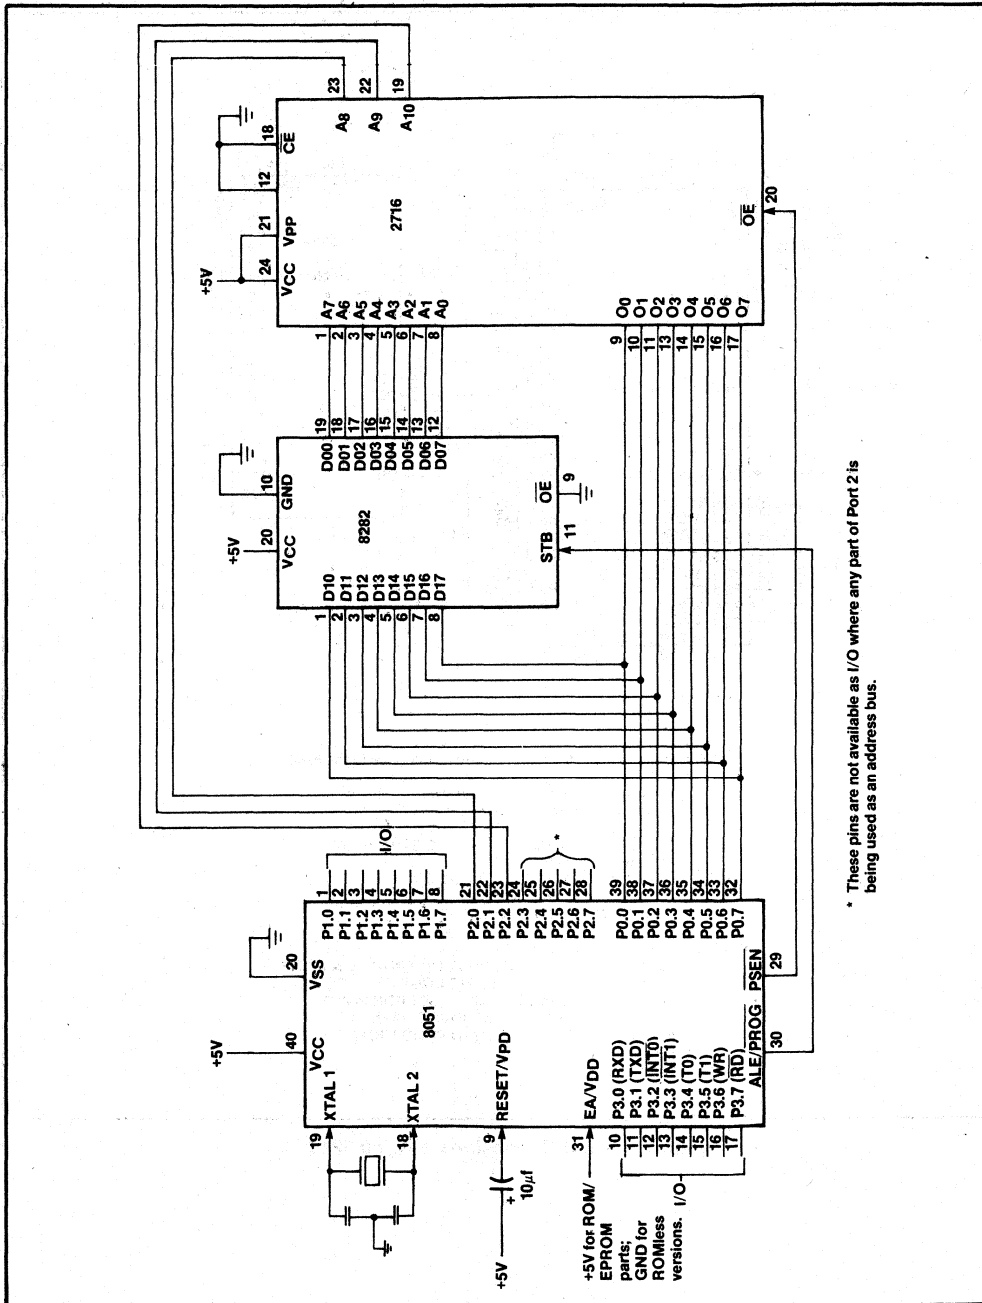 +5V
40
VCC
20
VSS
8051
19
XTAL 1
18
XTAL 2
9
RESET/VPD
+5V
+
10µf
31
EA/VDD
+5V for ROM/
EPROM
parts;
GND for
ROMless
versions.
I/O
10 P3.0 (RXD)
11 P3.1 (TXD)
12 P3.2 (INT0)
13 P3.3 (INT1)
14 P3.4 (T0)
15 P3.5 (T1)
16 P3.6 (WR)
17 P3.7 (RD)
P1.0 1
P1.1 2
P1.2 3
P1.3 4
P1.4 5
P1.5 6
P1.6 7
P1.7 8
I/O
P2.0 21
P2.1 22
P2.2 23
P2.3 24
P2.4 25
P2.5 26
P2.6 27
P2.7 28
*
P0.0 39
P0.1 38
P0.2 37
P0.3 36
P0.4 35
P0.5 34
P0.6 33
P0.7 32
ALE/PROG
30
PSEN
29
+5V
20
VCC
10
GND
8282
1 D10
2 D11
3 D12
4 D13
5 D14
6 D15
7 D16
8 D17
D00 19
D01 18
D02 17
D03 16
D04 15
D05 14
D06 13
D07 12
STB
11
OE
9
+5V
24
VCC
21
VPP
12
18
CE
2716
1 A7
2 A6
3 A5
4 A4
5 A3
6 A2
7 A1
8 A0
23
A8
22
A9
19
A10
9 O0
10 O1
11 O2
13 O3
14 O4
15 O5
16 O6
17 O7
OE
20
* These pins are not available as I/O where any part of Port 2 is
being used as an address bus.